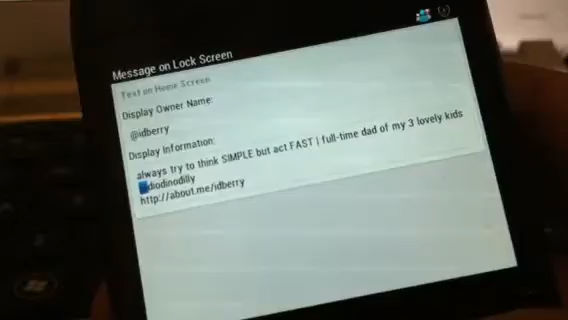 Message on Lock Screen
Text on Home Screen
Display Owner Name:
@idberry
Display Information:
always try to think SIMPLE but act FAST | full-time dad of my 3 lovely kids
diodinodilly
http://about.me/idberry